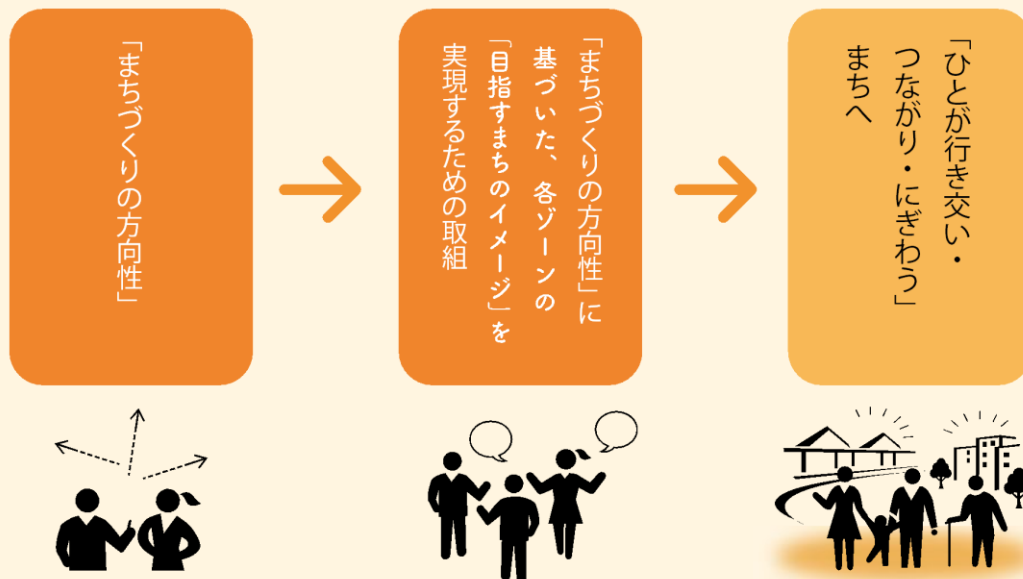 「まちづくりの方向性」
「まちづくりの方向性」に
基づいた、各ゾーンの
「目指すまちのイメージ」を
実現するための取組
「ひとが行き交い・
つながり・にぎわう」
まちへ